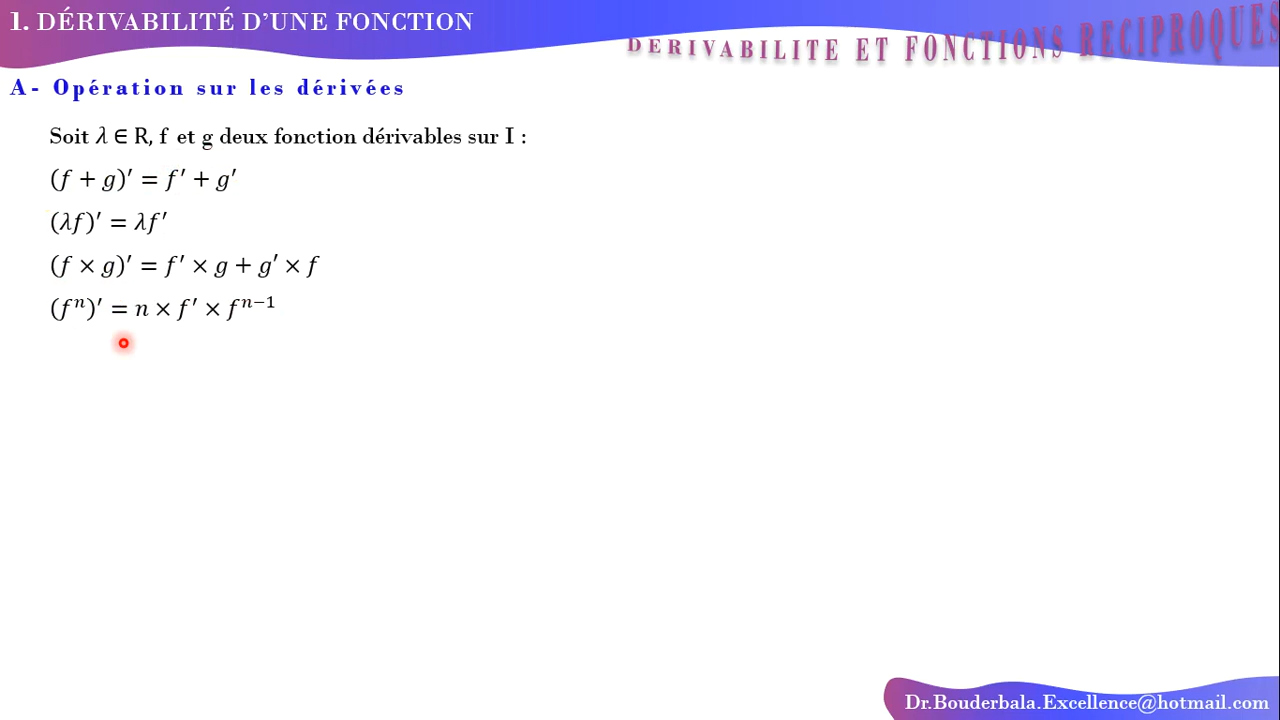 1. DÉRIVABILITÉ D'UNE FONCTION
DERIVABILITE ET FONCTIONS RECIPROQUES
A- Opération sur les dérivées
Soit λ ∈ R, f et g deux fonction dérivables sur I :
(f + g)′ = f′ + g′
(λf)′ = λf′
(f × g)′ = f′ × g + g′ × f
(fⁿ)′ = n × f′ × fⁿ⁻¹
Dr.Bouderbala.Excellence@hotmail.com